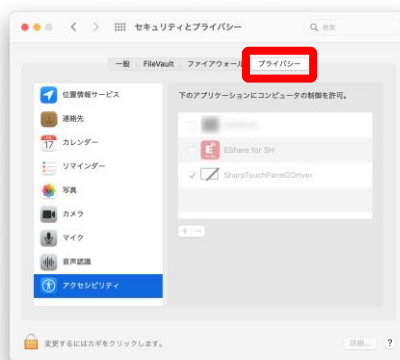 セキュリティとプライバシー
検索
一般 FileVault ファイアウォール プライバシー
位置情報サービス
連絡先
カレンダー
リマインダー
写真
カメラ
マイク
音声認識
アクセシビリティ
下のアプリケーションにコンピュータの制御を許可。
EShare for SH
SharpTouchPanel2Driver
+ −
変更するにはカギをクリックします。
詳細... ?
17